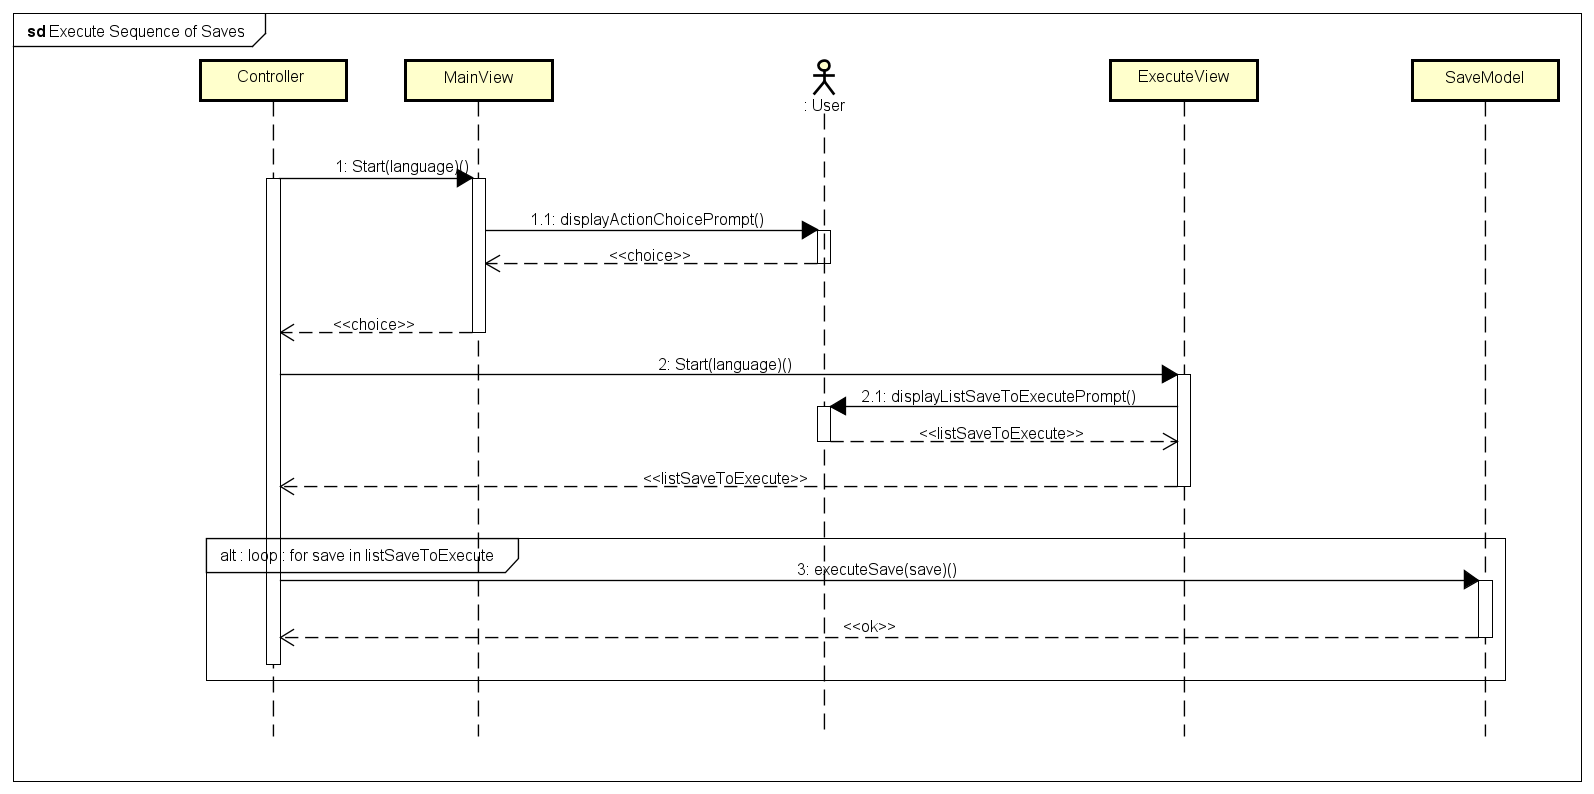 sd Execute Sequence of Saves
Controller
MainView
: User
ExecuteView
SaveModel
1: Start(language)()
1.1: displayActionChoicePrompt()
<<choice>>
<<choice>>
2: Start(language)()
2.1: displayListSaveToExecutePrompt()
<<listSaveToExecute>>
<<listSaveToExecute>>
alt : loop : for save in listSaveToExecute
3: executeSave(save)()
<<ok>>